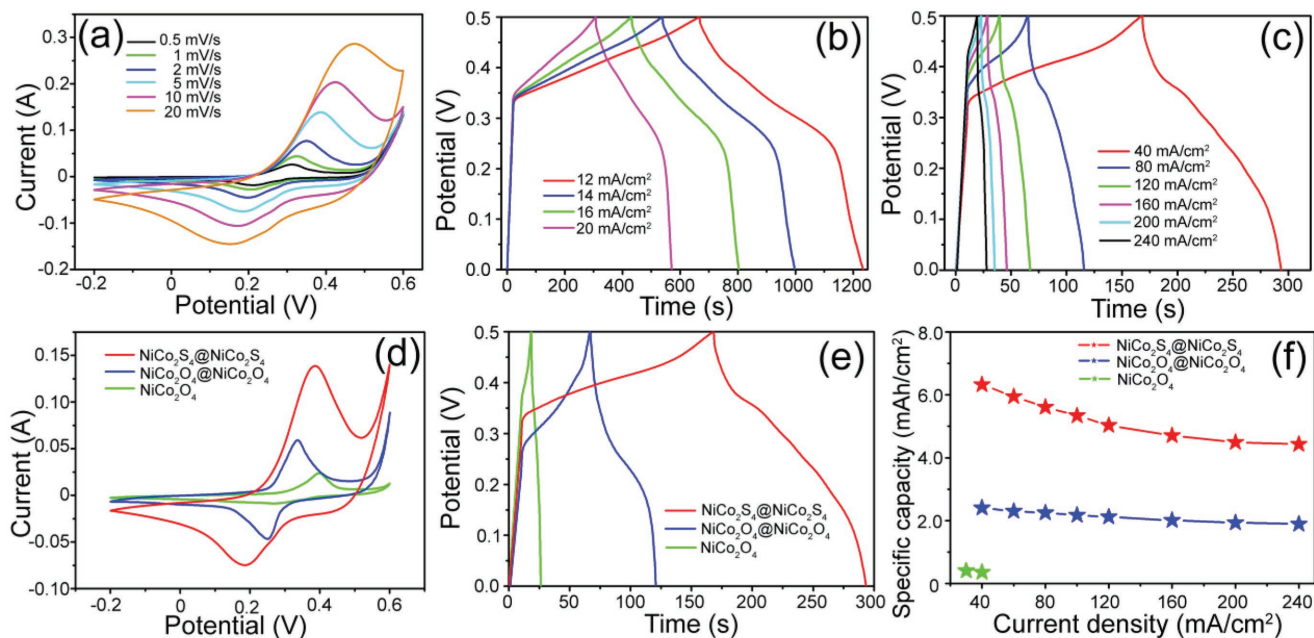 (a)
0.5 mV/s
1 mV/s
2 mV/s
5 mV/s
10 mV/s
20 mV/s
Current (A)
0.3
0.2
0.1
0
-0.1
-0.2
-0.2 0 0.2 0.4 0.6
Potential (V)
(b)
12 mA/cm²
14 mA/cm²
16 mA/cm²
20 mA/cm²
Potential (V)
0.5
0.4
0.3
0.2
0.1
0.0
0 200 400 600 800 1000 1200
Time (s)
(c)
40 mA/cm²
80 mA/cm²
120 mA/cm²
160 mA/cm²
200 mA/cm²
240 mA/cm²
Potential (V)
0.5
0.4
0.3
0.2
0.1
0.0
0 50 100 150 200 250 300
Time (s)
(d)
NiCo₂S₄@NiCo₂S₄
NiCo₂O₄@NiCo₂O₄
NiCo₂O₄
Current (A)
0.15
0.10
0.05
0
-0.05
-0.10
-0.2 0 0.2 0.4 0.6
Potential (V)
(e)
NiCo₂S₄@NiCo₂S₄
NiCo₂O₄@NiCo₂O₄
NiCo₂O₄
Potential (V)
0.5
0.4
0.3
0.2
0.1
0.0
0 50 100 150 200 250 300
Time (s)
(f)
NiCo₂S₄@NiCo₂S₄
NiCo₂O₄@NiCo₂O₄
NiCo₂O₄
Specific capacity (mAh/cm²)
8.0
6.0
4.0
2.0
0
40 80 120 160 200 240
Current density (mA/cm²)